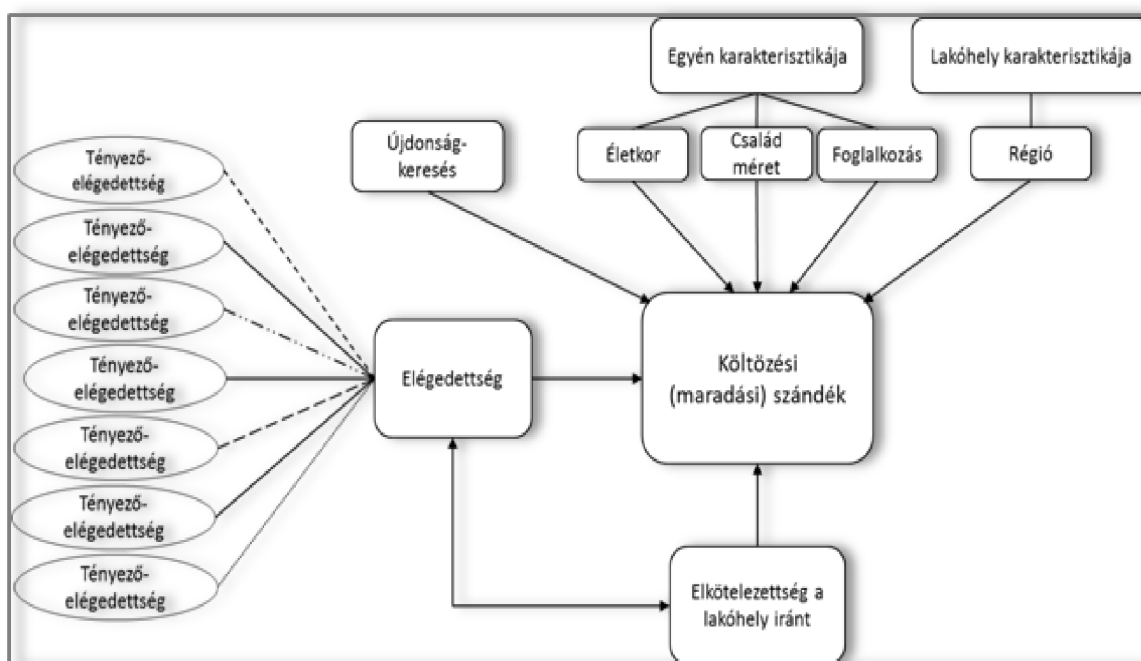 Egyén karakterisztikája
Lakóhely karakterisztikája
Újdonság-
keresés
Életkor
Család
méret
Foglalkozás
Régió
Tényező-
elégedettség
Tényező-
elégedettség
Tényező-
elégedettség
Tényező-
elégedettség
Tényező-
elégedettség
Tényező-
elégedettség
Tényező-
elégedettség
Elégedettség
Költözési
(maradási) szándék
Elkötelezettség a
lakóhely iránt